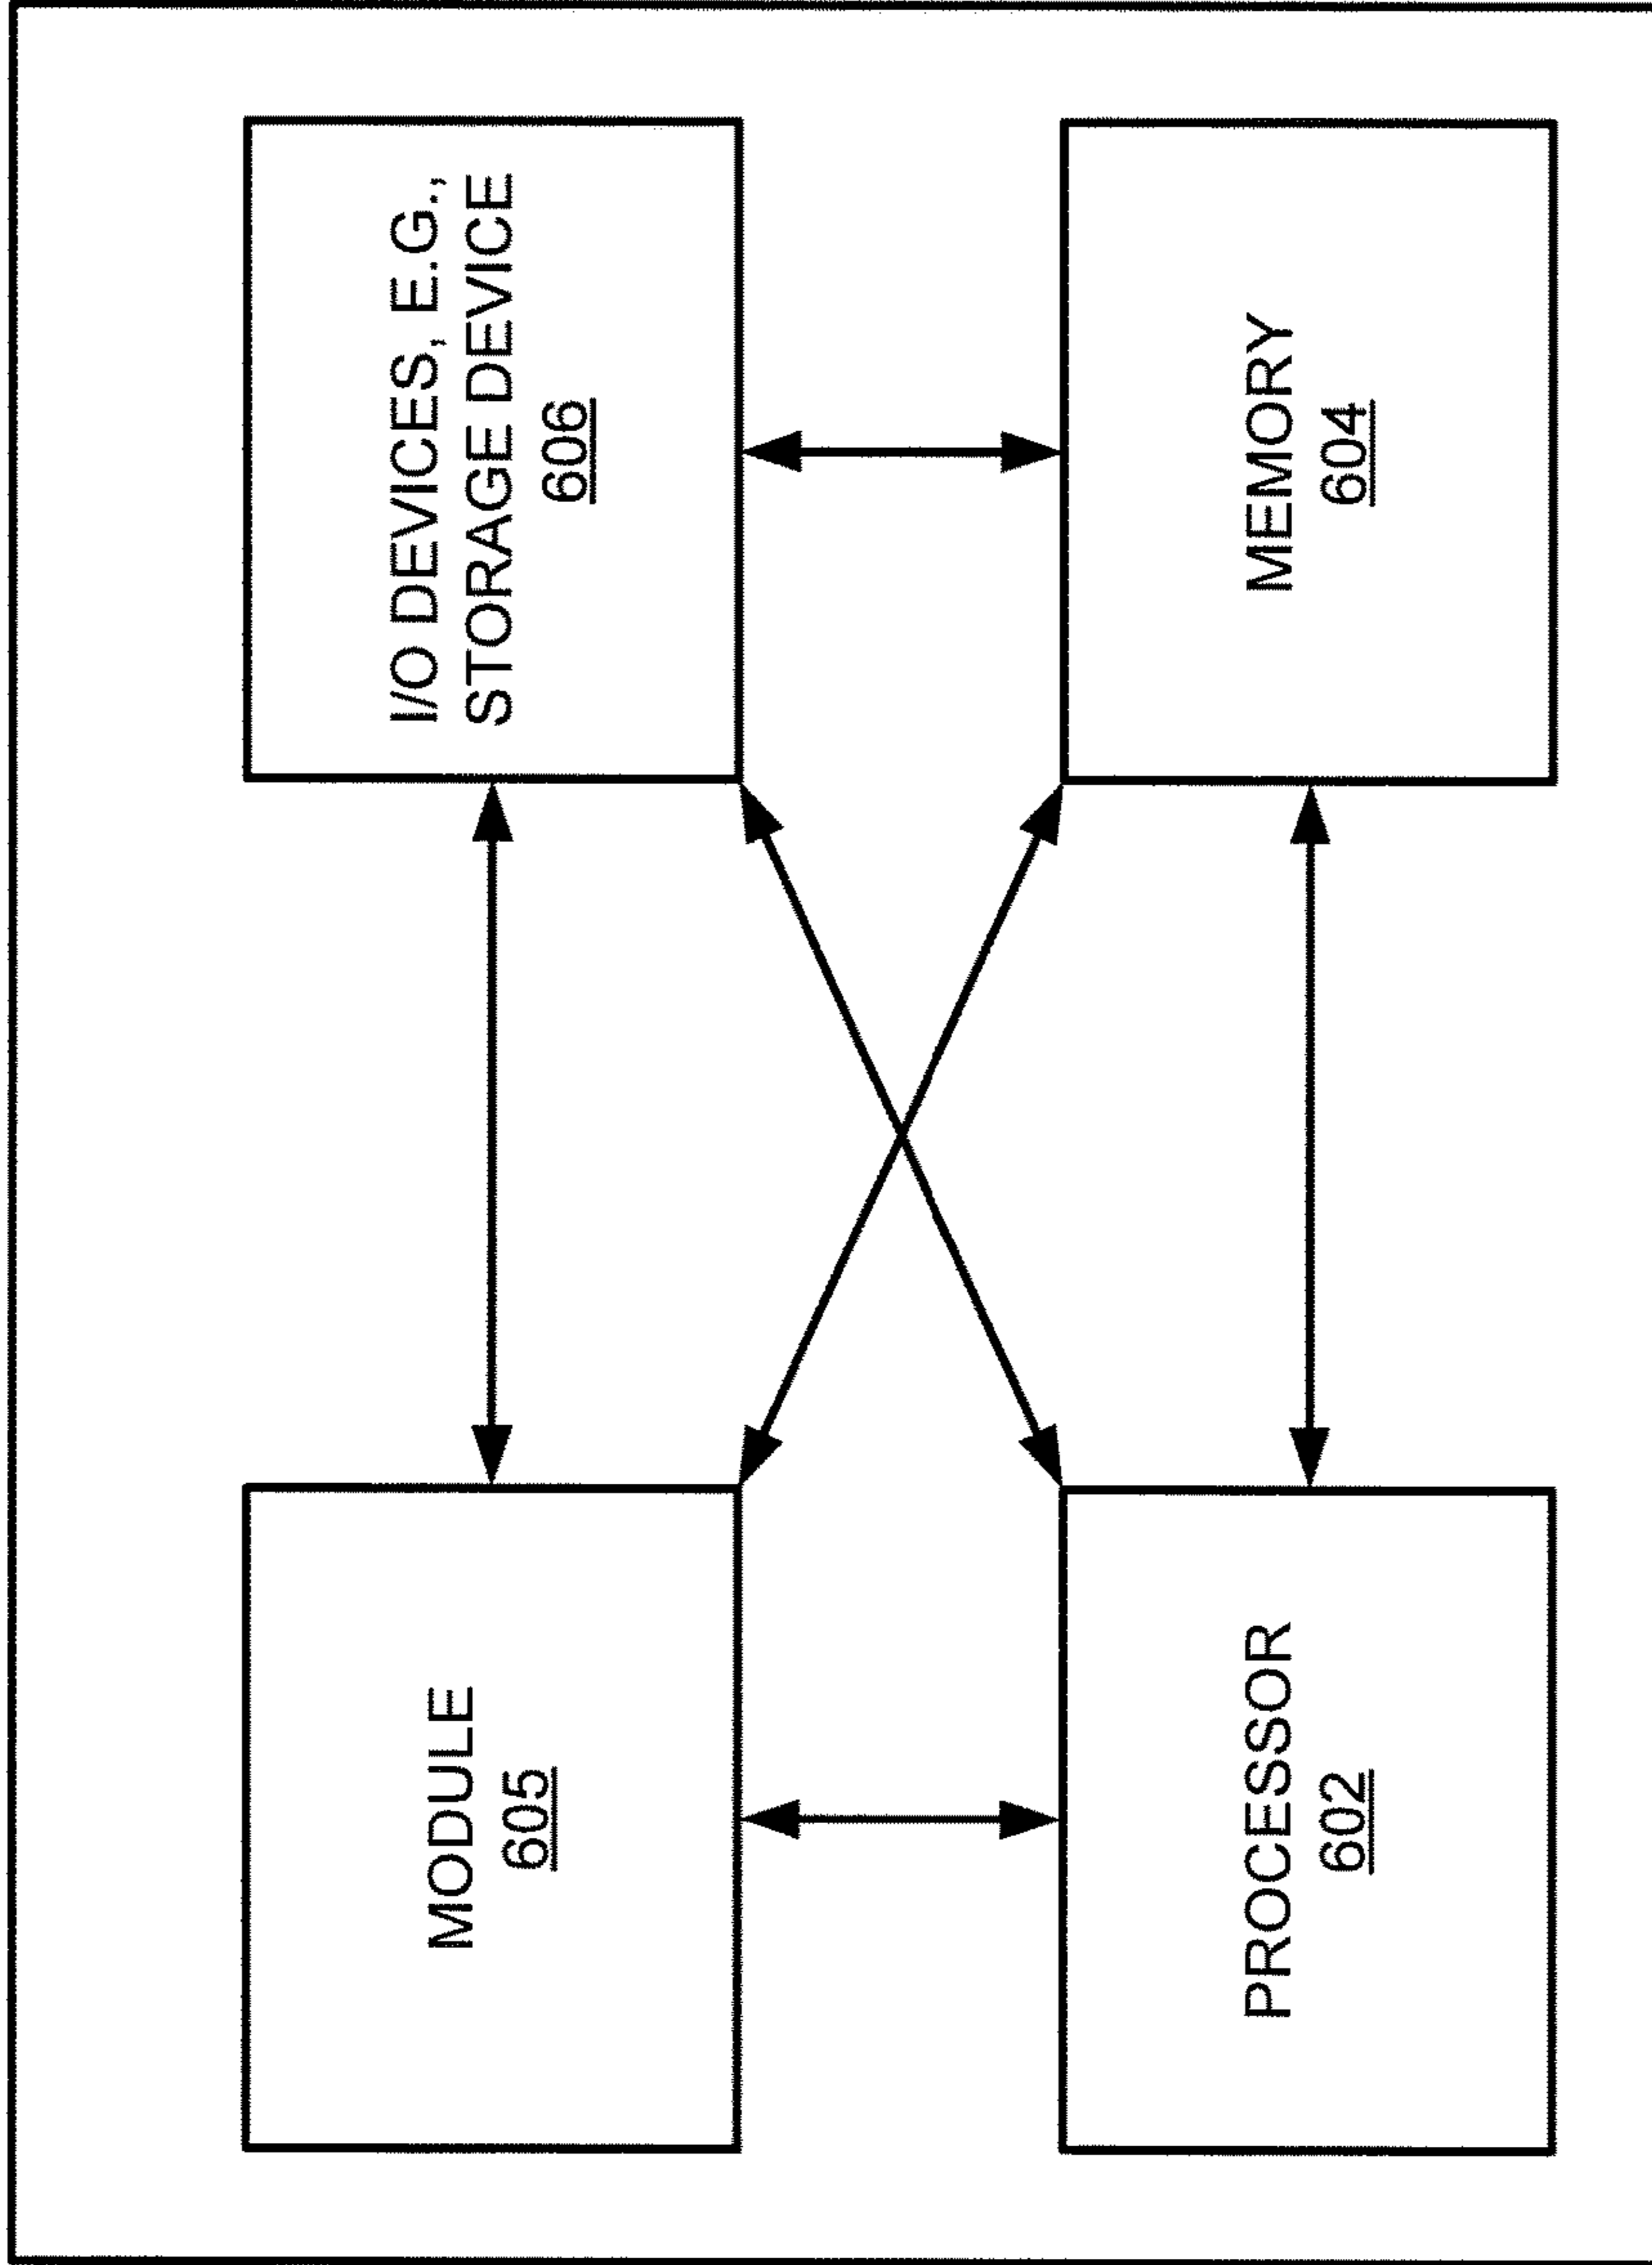 MODULE
605
I/O DEVICES, E.G.,
STORAGE DEVICE
606
PROCESSOR
602
MEMORY
604